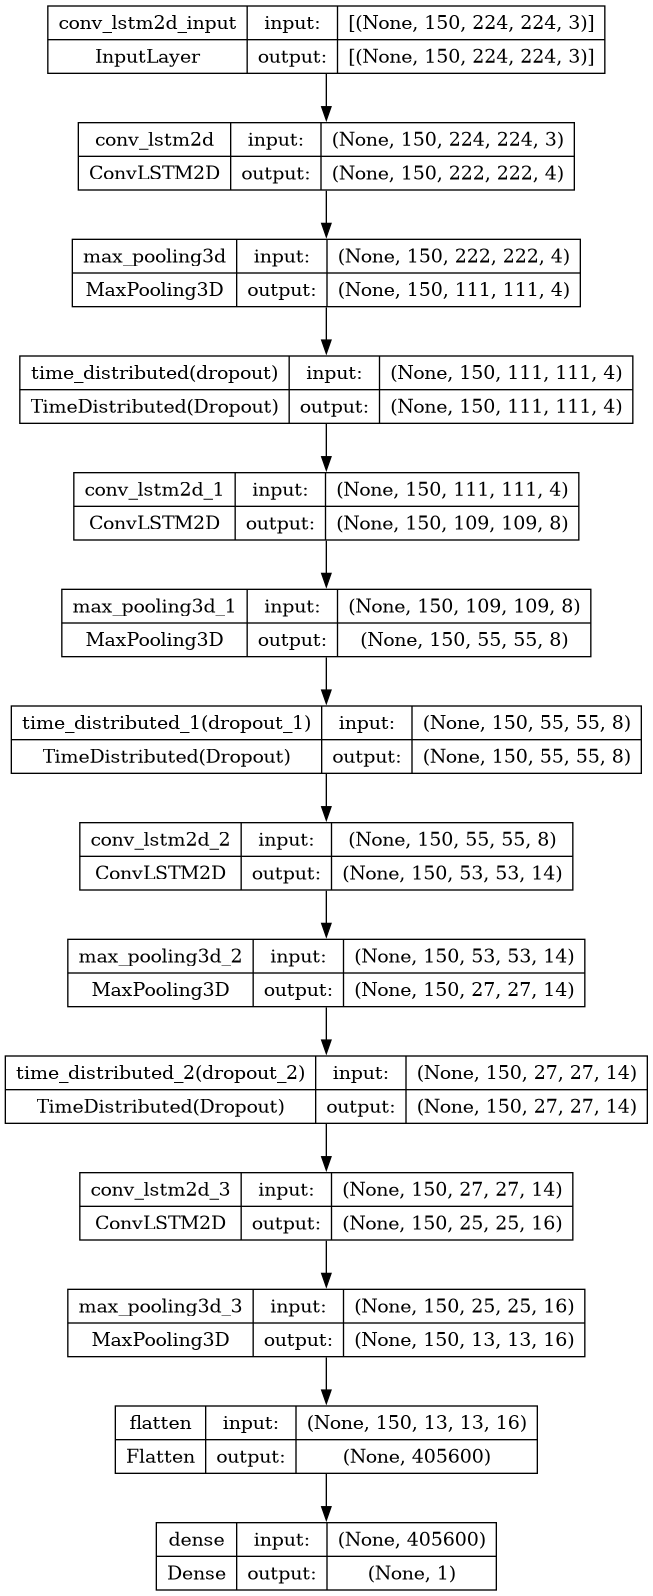 conv_lstm2d_input input: [(None, 150, 224, 224, 3)]
InputLayer output: [(None, 150, 224, 224, 3)]
conv_lstm2d input: (None, 150, 224, 224, 3)
ConvLSTM2D output: (None, 150, 222, 222, 4)
max_pooling3d input: (None, 150, 222, 222, 4)
MaxPooling3D output: (None, 150, 111, 111, 4)
time_distributed(dropout) input: (None, 150, 111, 111, 4)
TimeDistributed(Dropout) output: (None, 150, 111, 111, 4)
conv_lstm2d_1 input: (None, 150, 111, 111, 4)
ConvLSTM2D output: (None, 150, 109, 109, 8)
max_pooling3d_1 input: (None, 150, 109, 109, 8)
MaxPooling3D output: (None, 150, 55, 55, 8)
time_distributed_1(dropout_1) input: (None, 150, 55, 55, 8)
TimeDistributed(Dropout) output: (None, 150, 55, 55, 8)
conv_lstm2d_2 input: (None, 150, 55, 55, 8)
ConvLSTM2D output: (None, 150, 53, 53, 14)
max_pooling3d_2 input: (None, 150, 53, 53, 14)
MaxPooling3D output: (None, 150, 27, 27, 14)
time_distributed_2(dropout_2) input: (None, 150, 27, 27, 14)
TimeDistributed(Dropout) output: (None, 150, 27, 27, 14)
conv_lstm2d_3 input: (None, 150, 27, 27, 14)
ConvLSTM2D output: (None, 150, 25, 25, 16)
max_pooling3d_3 input: (None, 150, 25, 25, 16)
MaxPooling3D output: (None, 150, 13, 13, 16)
flatten input: (None, 150, 13, 13, 16)
Flatten output: (None, 405600)
dense input: (None, 405600)
Dense output: (None, 1)